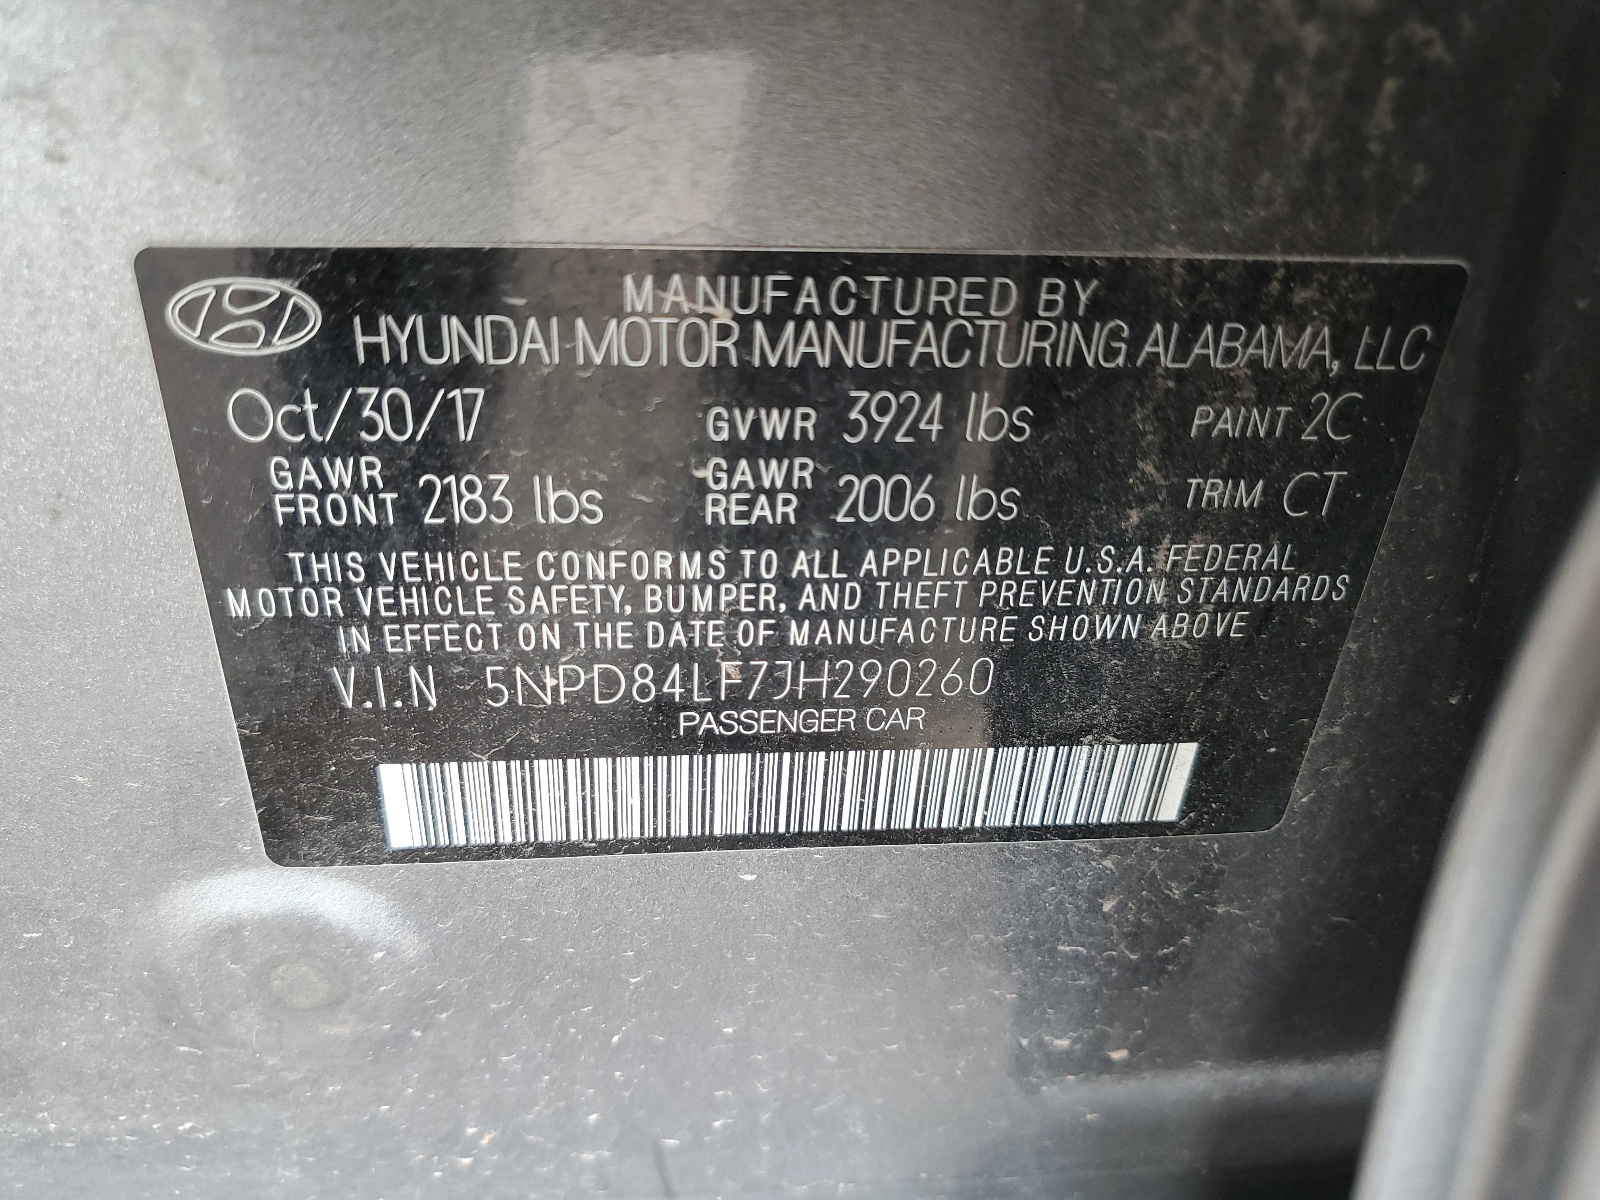 MANUFACTURED BY
HYUNDAI MOTOR MANUFACTURING ALABAMA, LLC
Oct/30/17 GVWR 3924 lbs PAINT 2C
GAWR FRONT 2183 lbs GAWR REAR 2006 lbs TRIM CT
THIS VEHICLE CONFORMS TO ALL APPLICABLE U.S.A. FEDERAL
MOTOR VEHICLE SAFETY, BUMPER, AND THEFT PREVENTION STANDARDS
IN EFFECT ON THE DATE OF MANUFACTURE SHOWN ABOVE
V.I.N 5NPD84LF7JH290260
PASSENGER CAR